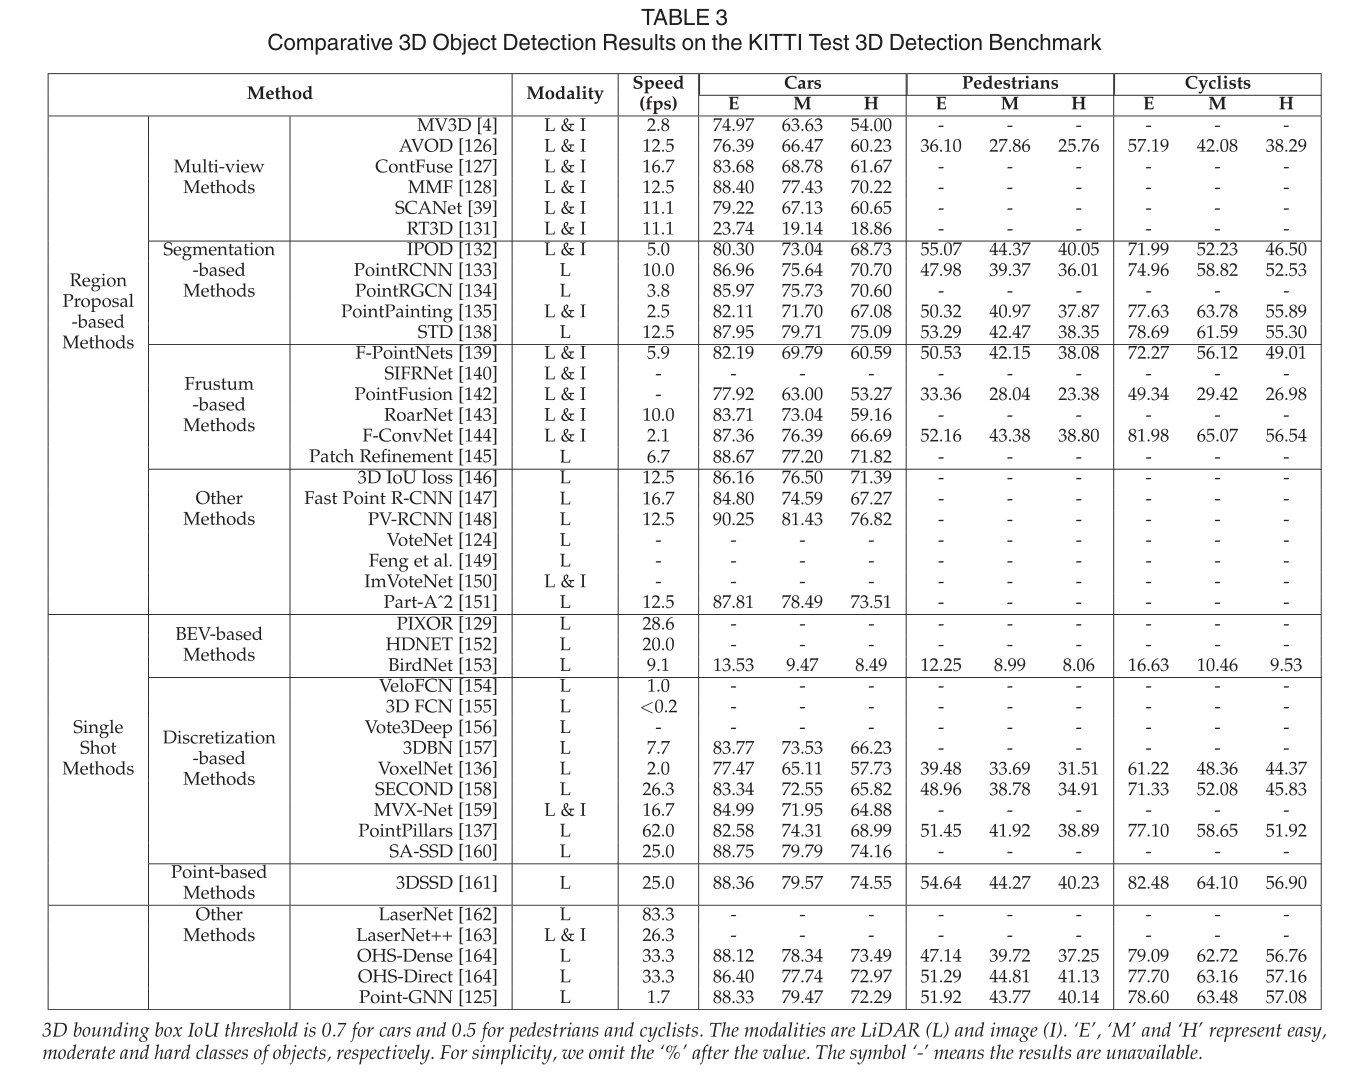 TABLE 3
Comparative 3D Object Detection Results on the KITTI Test 3D Detection Benchmark
Method Modality Speed (fps) Cars Pedestrians Cyclists
E M H E M H E M H
Region Proposal -based Methods
Multi-view Methods
MV3D [4] L & I 2.8 74.97 63.63 54.00 - - - - - -
AVOD [126] L & I 12.5 76.39 66.47 60.23 36.10 27.86 25.76 57.19 42.08 38.29
ContFuse [127] L & I 16.7 83.68 68.78 61.67 - - - - - -
MMF [128] L & I 12.5 88.40 77.43 70.22 - - - - - -
SCANet [39] L & I 11.1 79.22 67.13 60.65 - - - - - -
RT3D [131] L & I 11.1 23.74 19.14 18.86 - - - - - -
Segmentation -based Methods
IPOD [132] L & I 5.0 80.30 73.04 68.73 55.07 44.37 40.05 71.99 52.23 46.50
PointRCNN [133] L 10.0 86.96 75.64 70.70 47.98 39.37 36.01 74.96 58.82 52.53
PointRGCN [134] L 3.8 85.97 75.73 70.60 - - - - - -
PointPainting [135] L & I 2.5 82.11 71.70 67.08 50.32 40.97 37.87 77.63 63.78 55.89
STD [138] L 12.5 87.95 79.71 75.09 53.29 42.47 38.35 78.69 61.59 55.30
Frustum -based Methods
F-PointNets [139] L & I 5.9 82.19 69.79 60.59 50.53 42.15 38.08 72.27 56.12 49.01
SIFRNet [140] L & I - - - - - - - - - -
PointFusion [142] L & I - 77.92 63.00 53.27 33.36 28.04 23.38 49.34 29.42 26.98
RoarNet [143] L & I 10.0 83.71 73.04 59.16 - - - - - -
F-ConvNet [144] L & I 2.1 87.36 76.39 66.69 52.16 43.38 38.80 81.98 65.07 56.54
Patch Refinement [145] L 6.7 88.67 77.20 71.82 - - - - - -
Other Methods
3D IoU loss [146] L 12.5 86.16 76.50 71.39 - - - - - -
Fast Point R-CNN [147] L 16.7 84.80 74.59 67.27 - - - - - -
PV-RCNN [148] L 12.5 90.25 81.43 76.82 - - - - - -
VoteNet [124] L - - - - - - - - - -
Feng et al. [149] L - - - - - - - - - -
ImVoteNet [150] L & I - - - - - - - - - -
Part-Aˆ2 [151] L 12.5 87.81 78.49 73.51 - - - - - -
Single Shot Methods
BEV-based Methods
PIXOR [129] L 28.6 - - - - - - - - -
HDNET [152] L 20.0 - - - - - - - - -
BirdNet [153] L 9.1 13.53 9.47 8.49 12.25 8.99 8.06 16.63 10.46 9.53
Discretization -based Methods
VeloFCN [154] L 1.0 - - - - - - - - -
3D FCN [155] L <0.2 - - - - - - - - -
Vote3Deep [156] L - - - - - - - - - -
3DBN [157] L 7.7 83.77 73.53 66.23 - - - - - -
VoxelNet [136] L 2.0 77.47 65.11 57.73 39.48 33.69 31.51 61.22 48.36 44.37
SECOND [158] L 26.3 83.34 72.55 65.82 48.96 38.78 34.91 71.33 52.08 45.83
MVX-Net [159] L & I 16.7 84.99 71.95 64.88 - - - - - -
PointPillars [137] L 62.0 82.58 74.31 68.99 51.45 41.92 38.89 77.10 58.65 51.92
SA-SSD [160] L 25.0 88.75 79.79 74.16 - - - - - -
Point-based Methods
3DSSD [161] L 25.0 88.36 79.57 74.55 54.64 44.27 40.23 82.48 64.10 56.90
Other Methods
LaserNet [162] L 83.3 - - - - - - - - -
LaserNet++ [163] L & I 26.3 - - - - - - - - -
OHS-Dense [164] L 33.3 88.12 78.34 73.49 47.14 39.72 37.25 79.09 62.72 56.76
OHS-Direct [164] L 33.3 86.40 77.74 72.97 51.29 44.81 41.13 77.70 63.16 57.16
Point-GNN [125] L 1.7 88.33 79.47 72.29 51.92 43.77 40.14 78.60 63.48 57.08
3D bounding box IoU threshold is 0.7 for cars and 0.5 for pedestrians and cyclists. The modalities are LiDAR (L) and image (I). ‘E’, ‘M’ and ‘H’ represent easy,
moderate and hard classes of objects, respectively. For simplicity, we omit the ‘%’ after the value. The symbol ‘-’ means the results are unavailable.